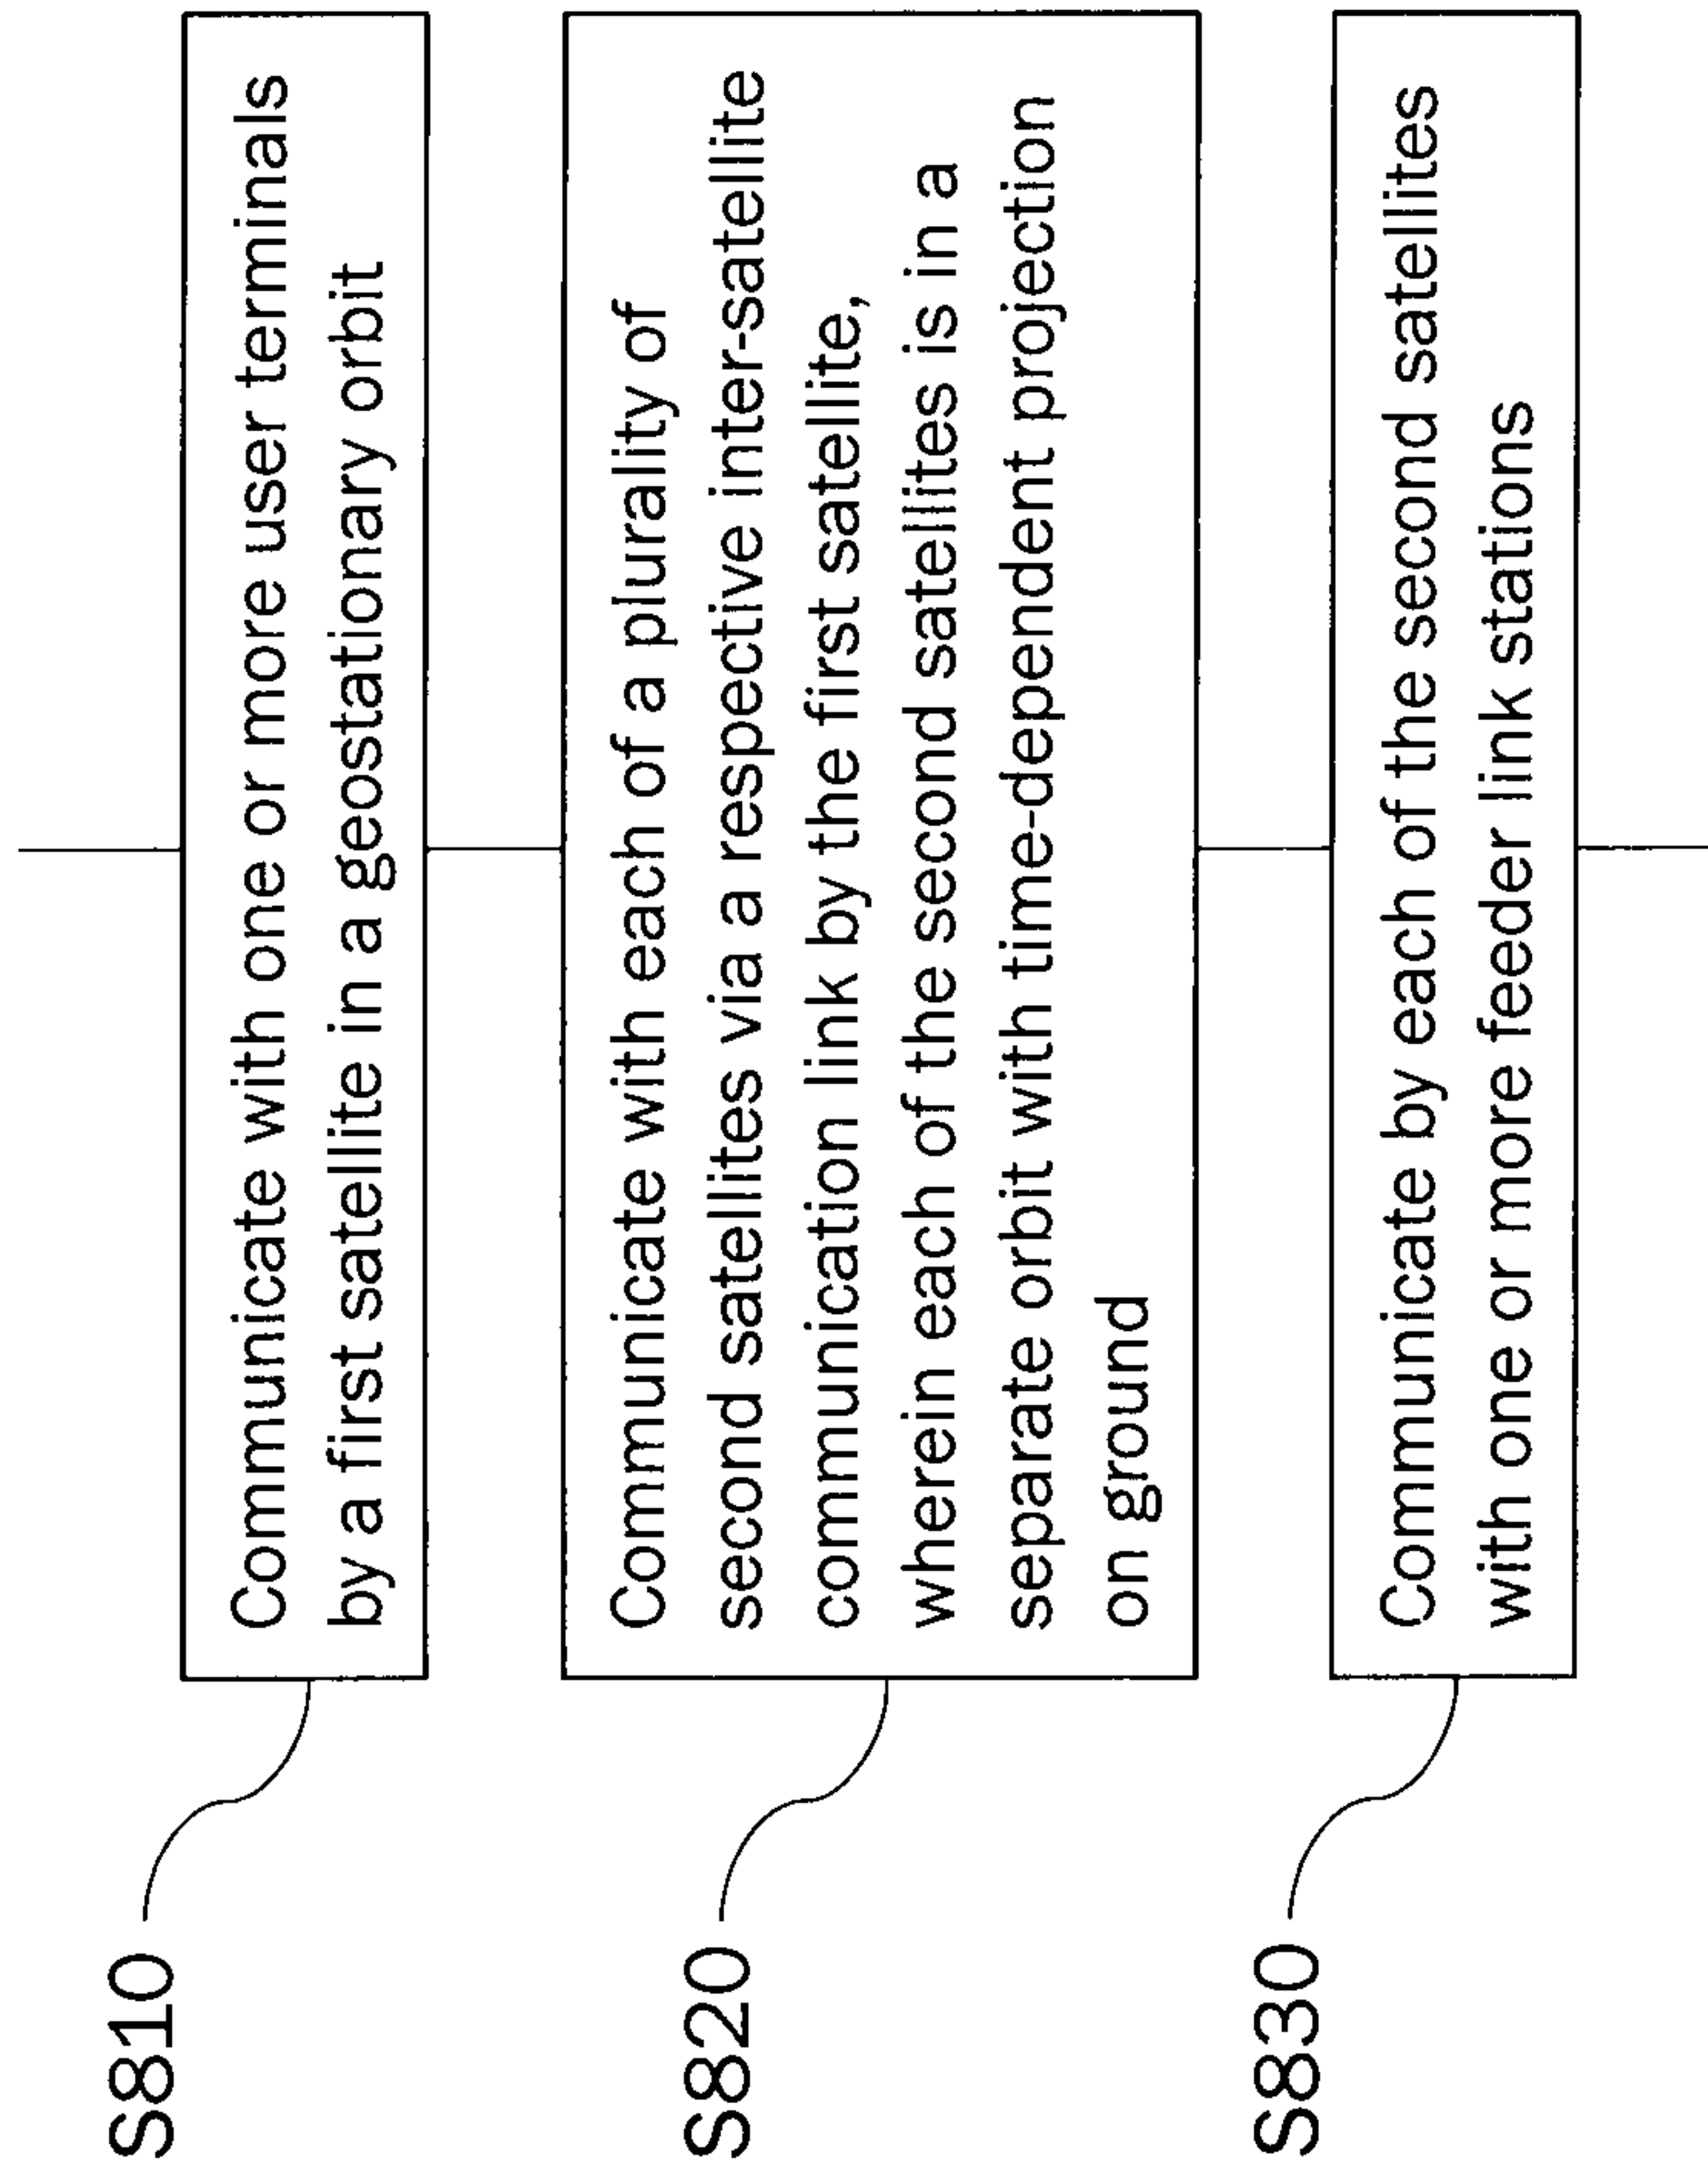 S810
Communicate with one or more user terminals
by a first satellite in a geostationary orbit
S820
Communicate with each of a plurality of
second satellites via a respective inter-satellite
communication link by the first satellite,
wherein each of the second satellites is in a
separate orbit with time-dependent projection
on ground
S830
Communicate by each of the second satellites
with one or more feeder link stations